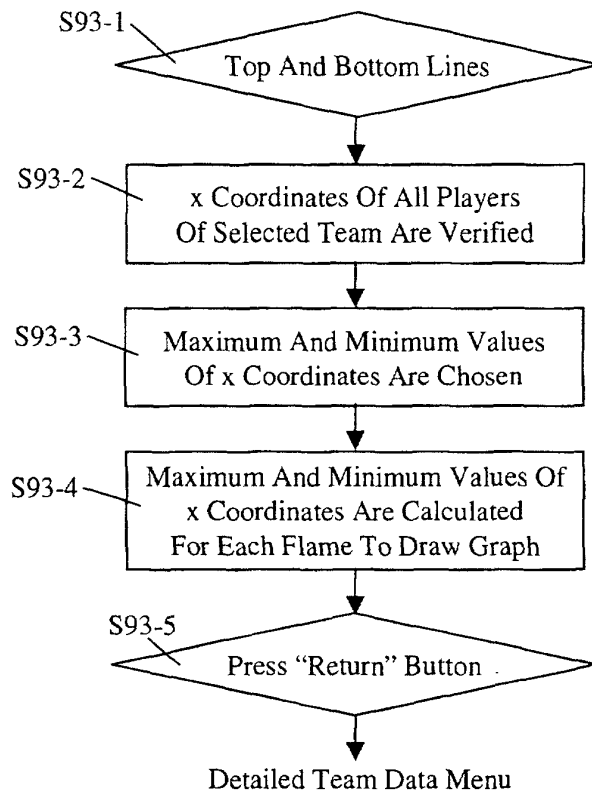 S93-1
Top And Bottom Lines
S93-2
x Coordinates Of All Players
Of Selected Team Are Verified
S93-3
Maximum And Minimum Values
Of x Coordinates Are Chosen
S93-4
Maximum And Minimum Values Of
x Coordinates Are Calculated
For Each Flame To Draw Graph
S93-5
Press “Return” Button
Detailed Team Data Menu